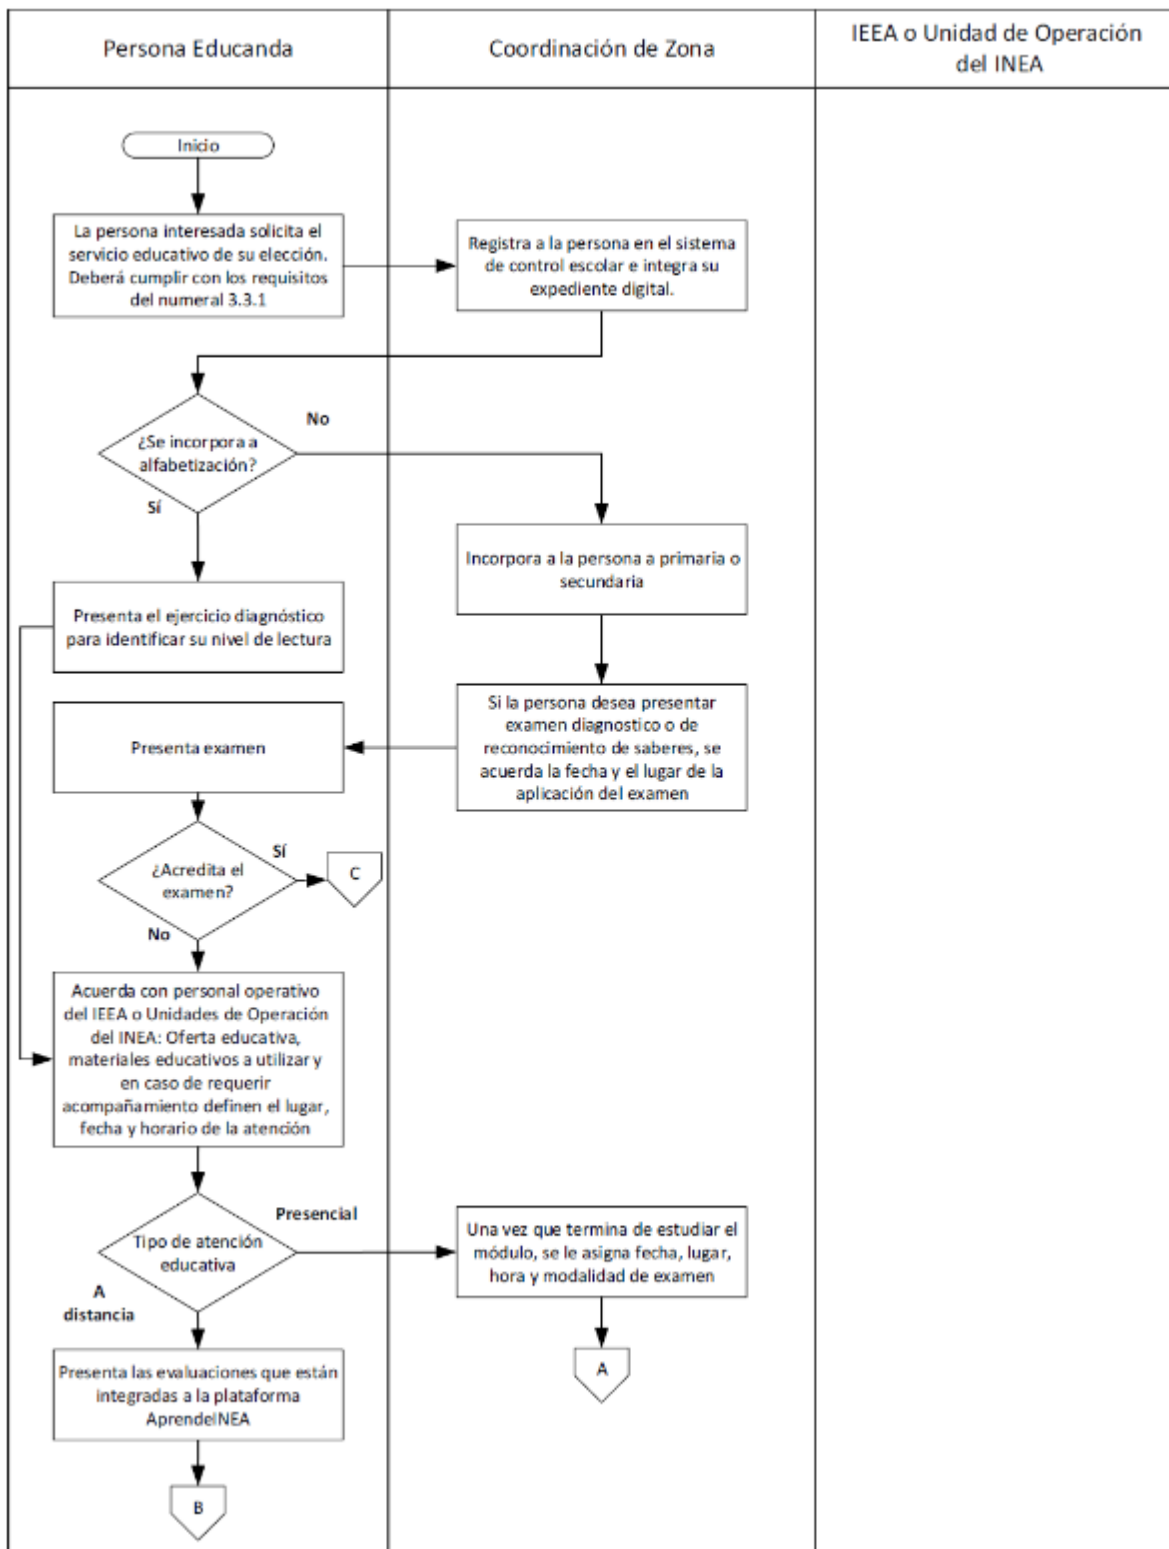 Persona Educanda
Coordinación de Zona
IEEA o Unidad de Operación
del INEA
Inicio
La persona interesada solicita el
servicio educativo de su elección.
Deberá cumplir con los requisitos
del numeral 3.3.1
Registra a la persona en el sistema
de control escolar e integra su
expediente digital.
¿Se incorpora a
alfabetización?
No
Sí
Incorpora a la persona a primaria o
secundaria
Presenta el ejercicio diagnóstico
para identificar su nivel de lectura
Si la persona desea presentar
examen diagnostico o de
reconocimiento de saberes, se
acuerda la fecha y el lugar de la
aplicación del examen
Presenta examen
¿Acredita el
examen?
Sí
C
No
Acuerda con personal operativo
del IEEA o Unidades de Operación
del INEA: Oferta educativa,
materiales educativos a utilizar y
en caso de requerir
acompañamiento definen el lugar,
fecha y horario de la atención
Tipo de atención
educativa
Presencial
A
distancia
Una vez que termina de estudiar el
módulo, se le asigna fecha, lugar,
hora y modalidad de examen
A
Presenta las evaluaciones que están
integradas a la plataforma
AprendeINEA
B